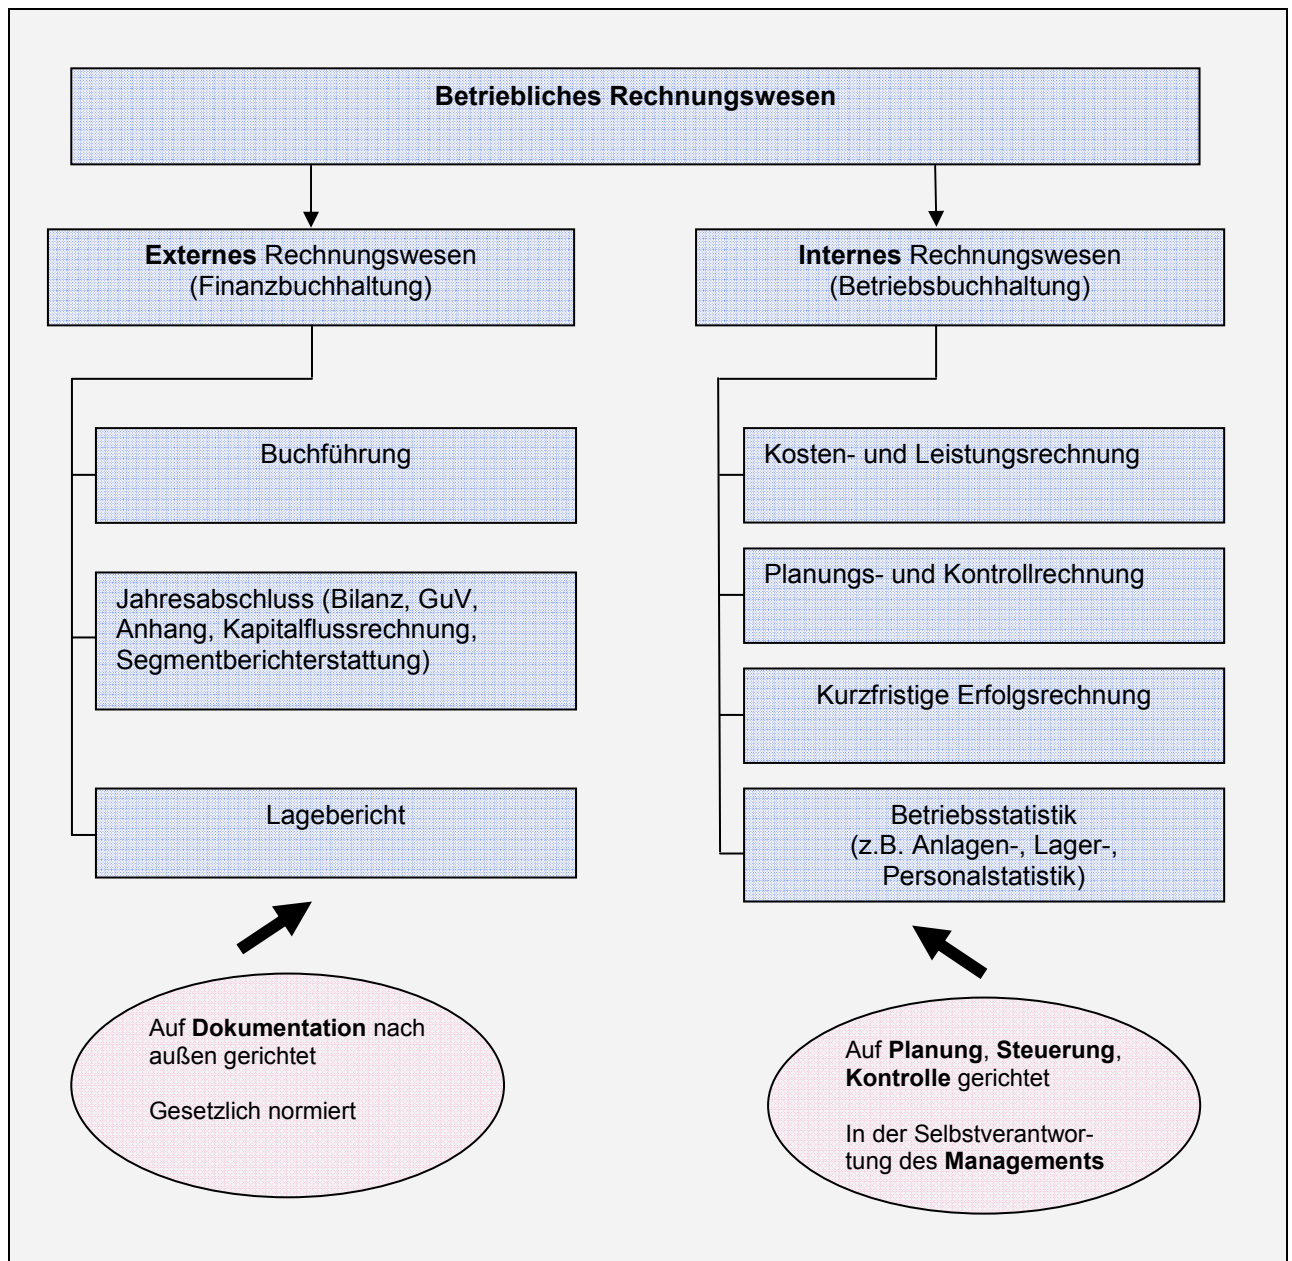 Betriebliches Rechnungswesen
Externes Rechnungswesen
(Finanzbuchhaltung)
Buchführung
Jahresabschluss (Bilanz, GuV,
Anhang, Kapitalflussrechnung,
Segmentberichterstattung)
Lagebericht
Auf Dokumentation nach
außen gerichtet
Gesetzlich normiert
Internes Rechnungswesen
(Betriebsbuchhaltung)
Kosten- und Leistungsrechnung
Planungs- und Kontrollrechnung
Kurzfristige Erfolgsrechnung
Betriebsstatistik
(z.B. Anlagen-, Lager-,
Personalstatistik)
Auf Planung, Steuerung,
Kontrolle gerichtet
In der Selbstverantwor-
tung des Managements